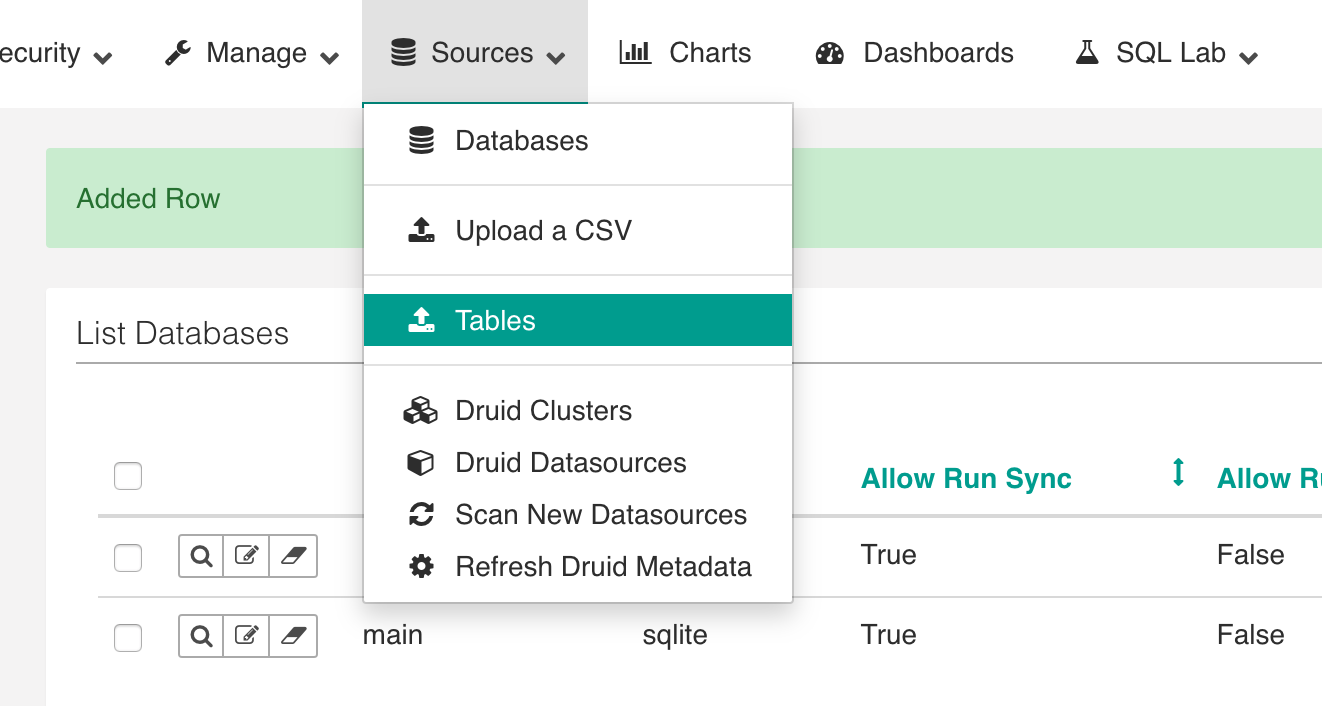 ecurity Manage Sources Charts Dashboards SQL Lab
Databases
Added Row
Upload a CSV
Tables
List Databases
Druid Clusters
Druid Datasources
Allow Run Sync Allow Ru
Scan New Datasources
Refresh Druid Metadata
True False
main sqlite True False